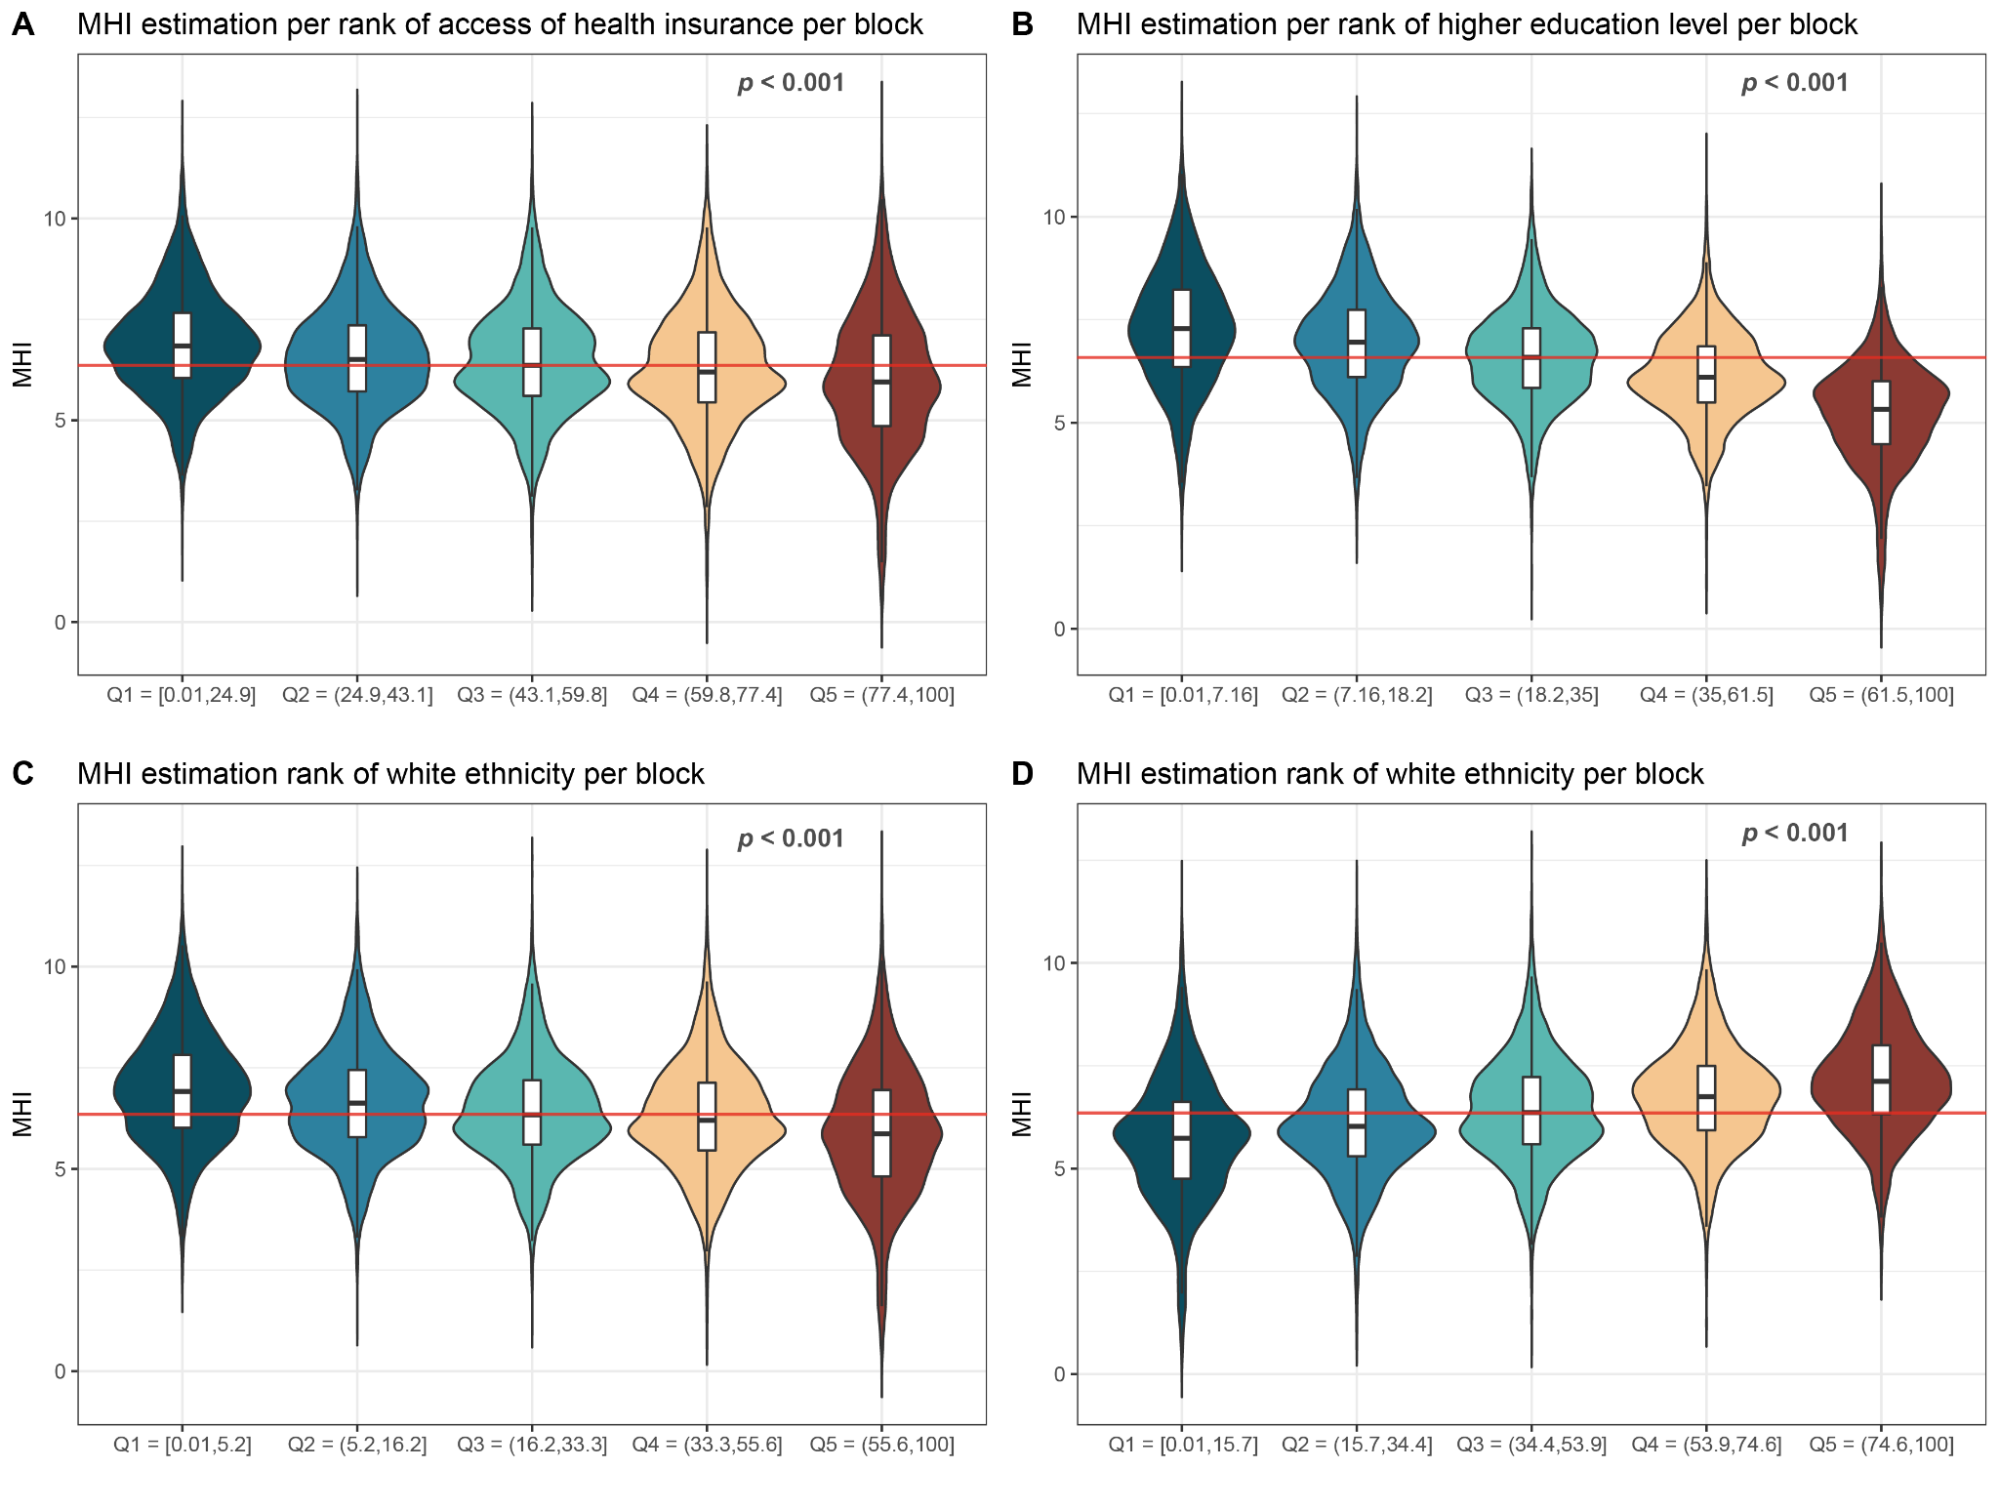 A MHI estimation per rank of access of health insurance per block
p < 0.001
MHI
10
5
0
Q1 = [0.01,24.9] Q2 = (24.9,43.1] Q3 = (43.1,59.8] Q4 = (59.8,77.4] Q5 = (77.4,100]
B MHI estimation per rank of higher education level per block
p < 0.001
MHI
10
5
0
Q1 = [0.01,7.16] Q2 = (7.16,18.2] Q3 = (18.2,35] Q4 = (35,61.5] Q5 = (61.5,100]
C MHI estimation rank of white ethnicity per block
p < 0.001
MHI
10
5
0
Q1 = [0.01,5.2] Q2 = (5.2,16.2] Q3 = (16.2,33.3] Q4 = (33.3,55.6] Q5 = (55.6,100]
D MHI estimation rank of white ethnicity per block
p < 0.001
MHI
10
5
0
Q1 = [0.01,15.7] Q2 = (15.7,34.4] Q3 = (34.4,53.9] Q4 = (53.9,74.6] Q5 = (74.6,100]